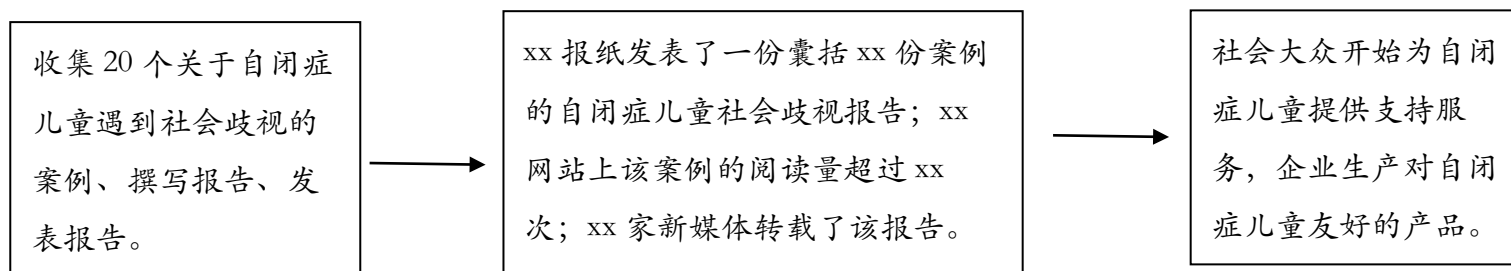 收集 20 个关于自闭症
儿童遇到社会歧视的
案例、撰写报告、发
表报告。
xx 报纸发表了一份囊括 xx 份案例
的自闭症儿童社会歧视报告；xx
网站上该案例的阅读量超过 xx
次；xx 家新媒体转载了该报告。
社会大众开始为自闭
症儿童提供支持服
务，企业生产对自闭
症儿童友好的产品。